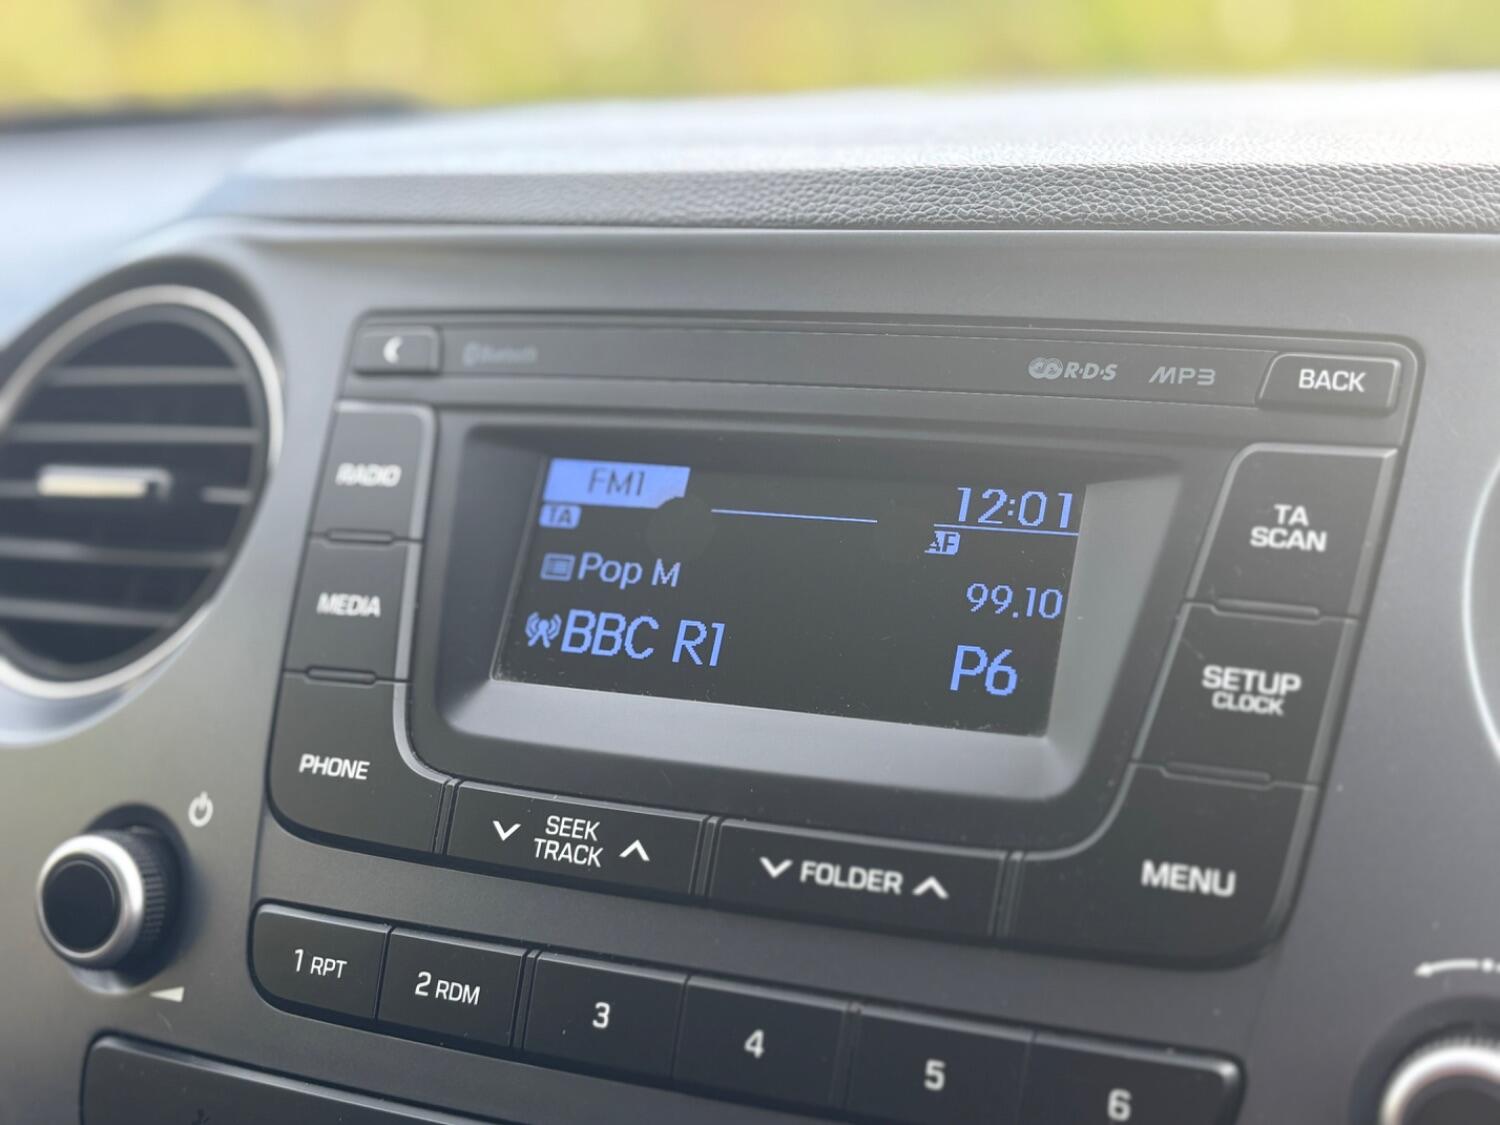 Bluetooth
R·D·S MP3
BACK
RADIO
FM1
12:01
TA
AF
TA
SCAN
Pop M
99.10
MEDIA
BBC R1
P6
SETUP
CLOCK
PHONE
SEEK
TRACK
FOLDER
MENU
1 RPT
2 RDM
3
4
5
6